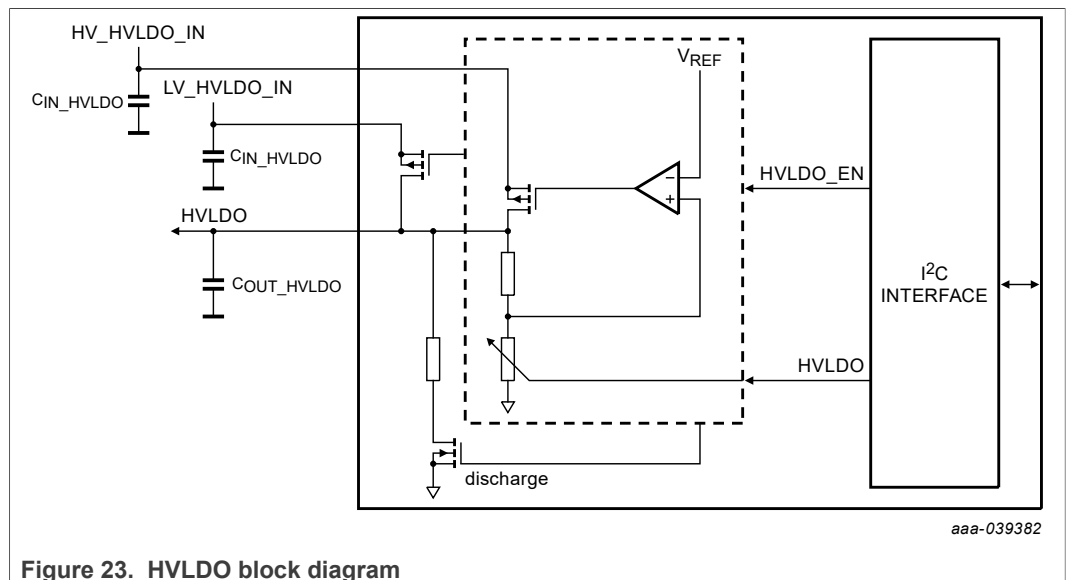 HV_HVLDO_IN
CIN_HVLDO
LV_HVLDO_IN
CIN_HVLDO
HVLDO
COUT_HVLDO
VREF
−
+
HVLDO_EN
I2C
INTERFACE
HVLDO
discharge
aaa-039382
Figure 23. HVLDO block diagram